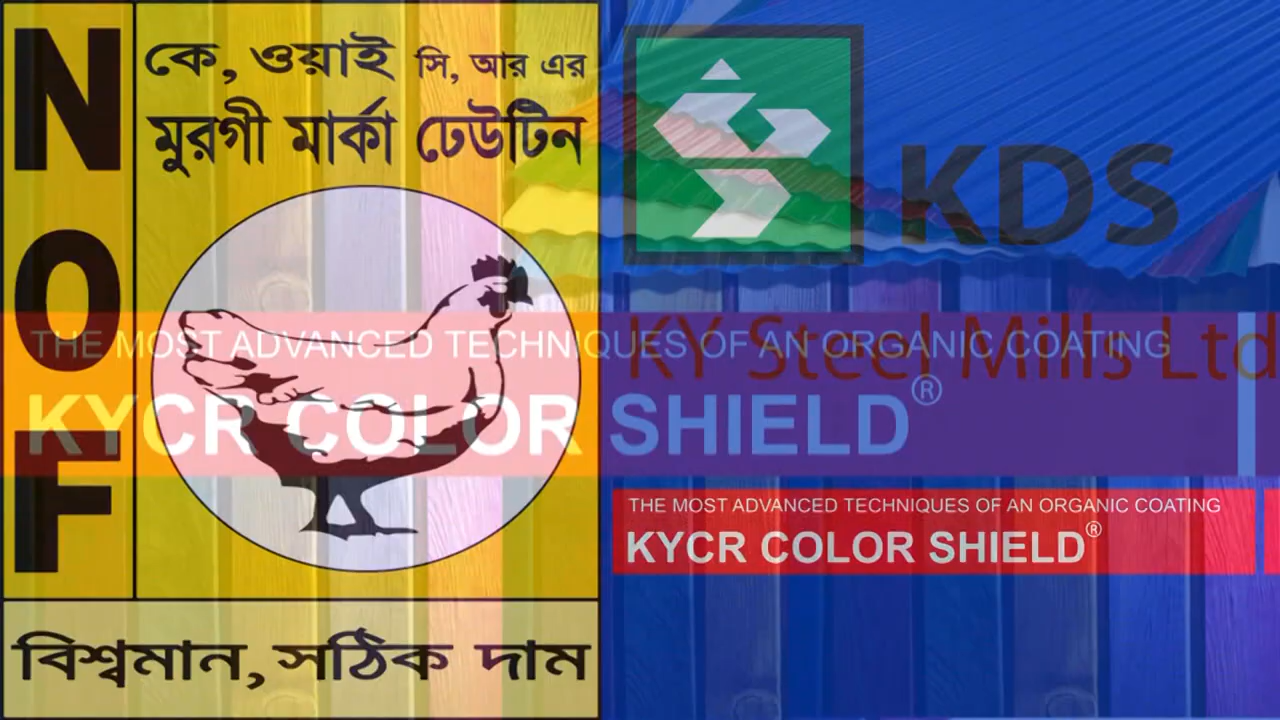 NOF
কে, ওয়াই সি, আর এর
মুরগী মার্কা ঢেউটিন
বিশ্বমান, সঠিক দাম
KDS
KY Steel Mills Ltd
THE MOST ADVANCED TECHNIQUES OF AN ORGANIC COATING
KYCR COLOR SHIELD®
THE MOST ADVANCED TECHNIQUES OF AN ORGANIC COATING
KYCR COLOR SHIELD®